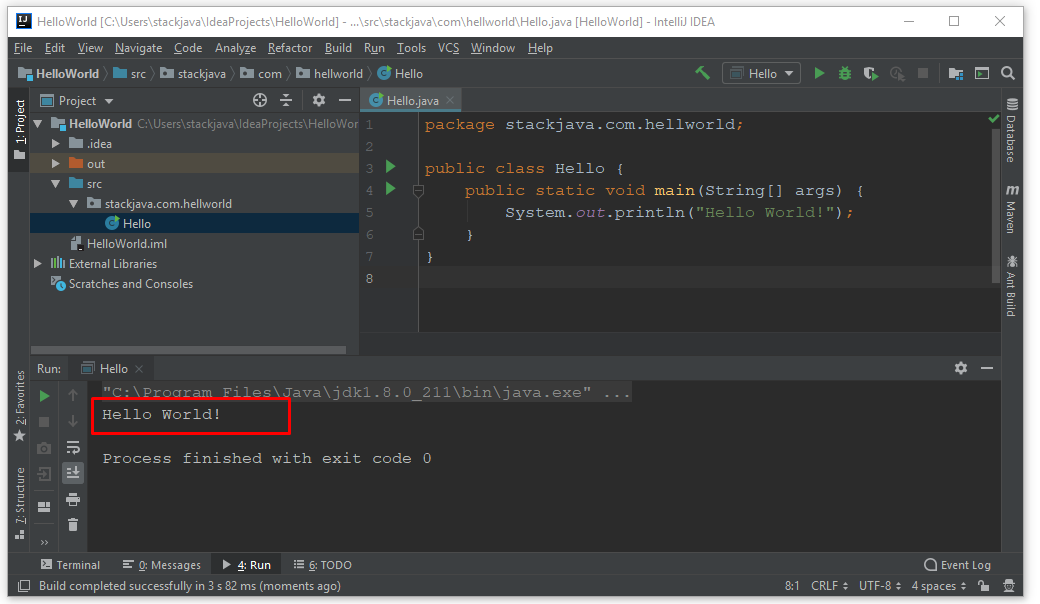 HelloWorld [C:\Users\stackjava\IdeaProjects\HelloWorld] - ...\src\stackjava\com\hellworld\Hello.java [HelloWorld] - IntelliJ IDEA
File Edit View Navigate Code Analyze Refactor Build Run Tools VCS Window Help
HelloWorld src stackjava com hellworld Hello Hello
1: Project
Project
HelloWorld C:\Users\stackjava\IdeaProjects\HelloWor
.idea
out
src
stackjava.com.hellworld
Hello
HelloWorld.iml
External Libraries
Scratches and Consoles
Hello.java
1 package stackjava.com.hellworld;
2
3 public class Hello {
4 public static void main(String[] args) {
5 System.out.println("Hello World!");
6 }
7 }
8
Database
m Maven
Ant Build
Run: Hello
"C:\Program Files\Java\jdk1.8.0_211\bin\java.exe" ...
Hello World!
Process finished with exit code 0
2: Favorites
7: Structure
Terminal 0: Messages 4: Run 6: TODO Event Log
Build completed successfully in 3 s 82 ms (moments ago) 8:1 CRLF UTF-8 4 spaces